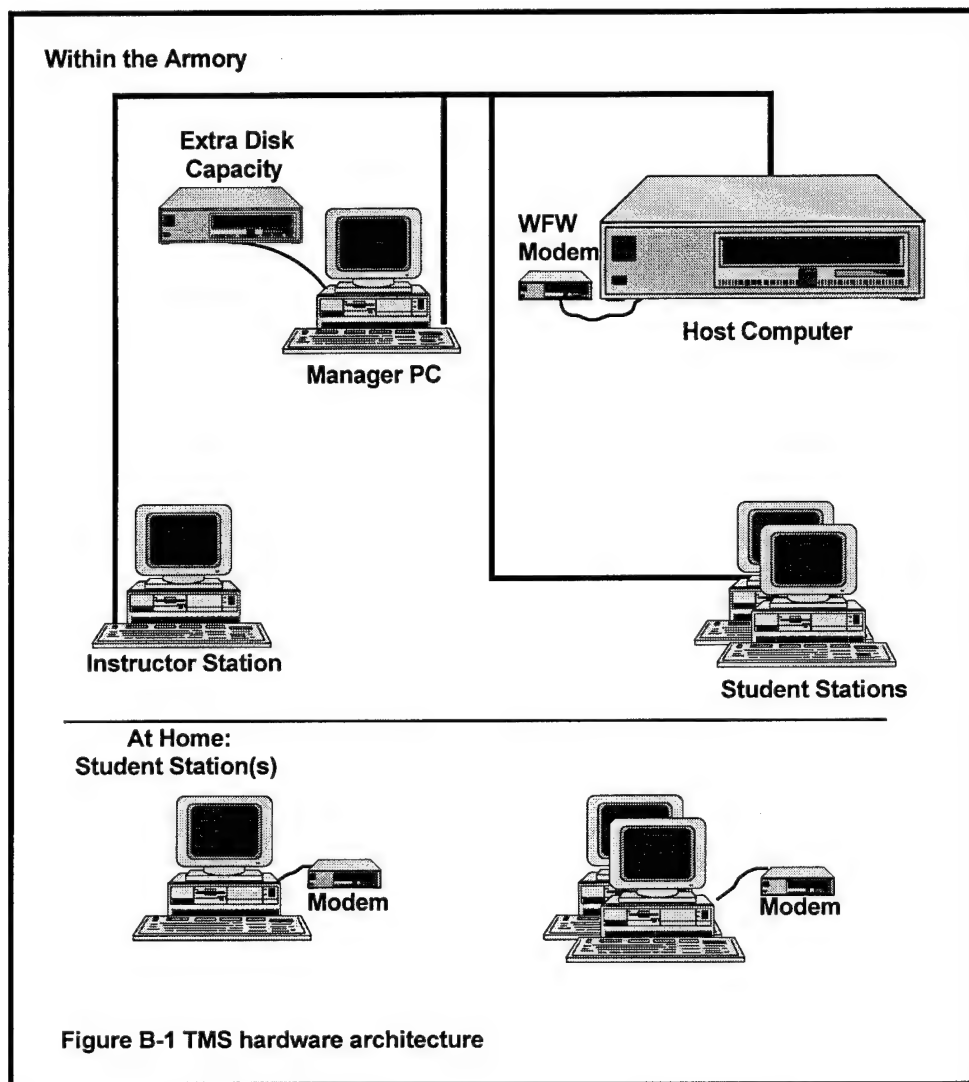 Within the Armory
Extra Disk
Capacity
WFW
Modem
Host Computer
Manager PC
Instructor Station
Student Stations
At Home:
Student Station(s)
Modem
Modem
Figure B-1 TMS hardware architecture